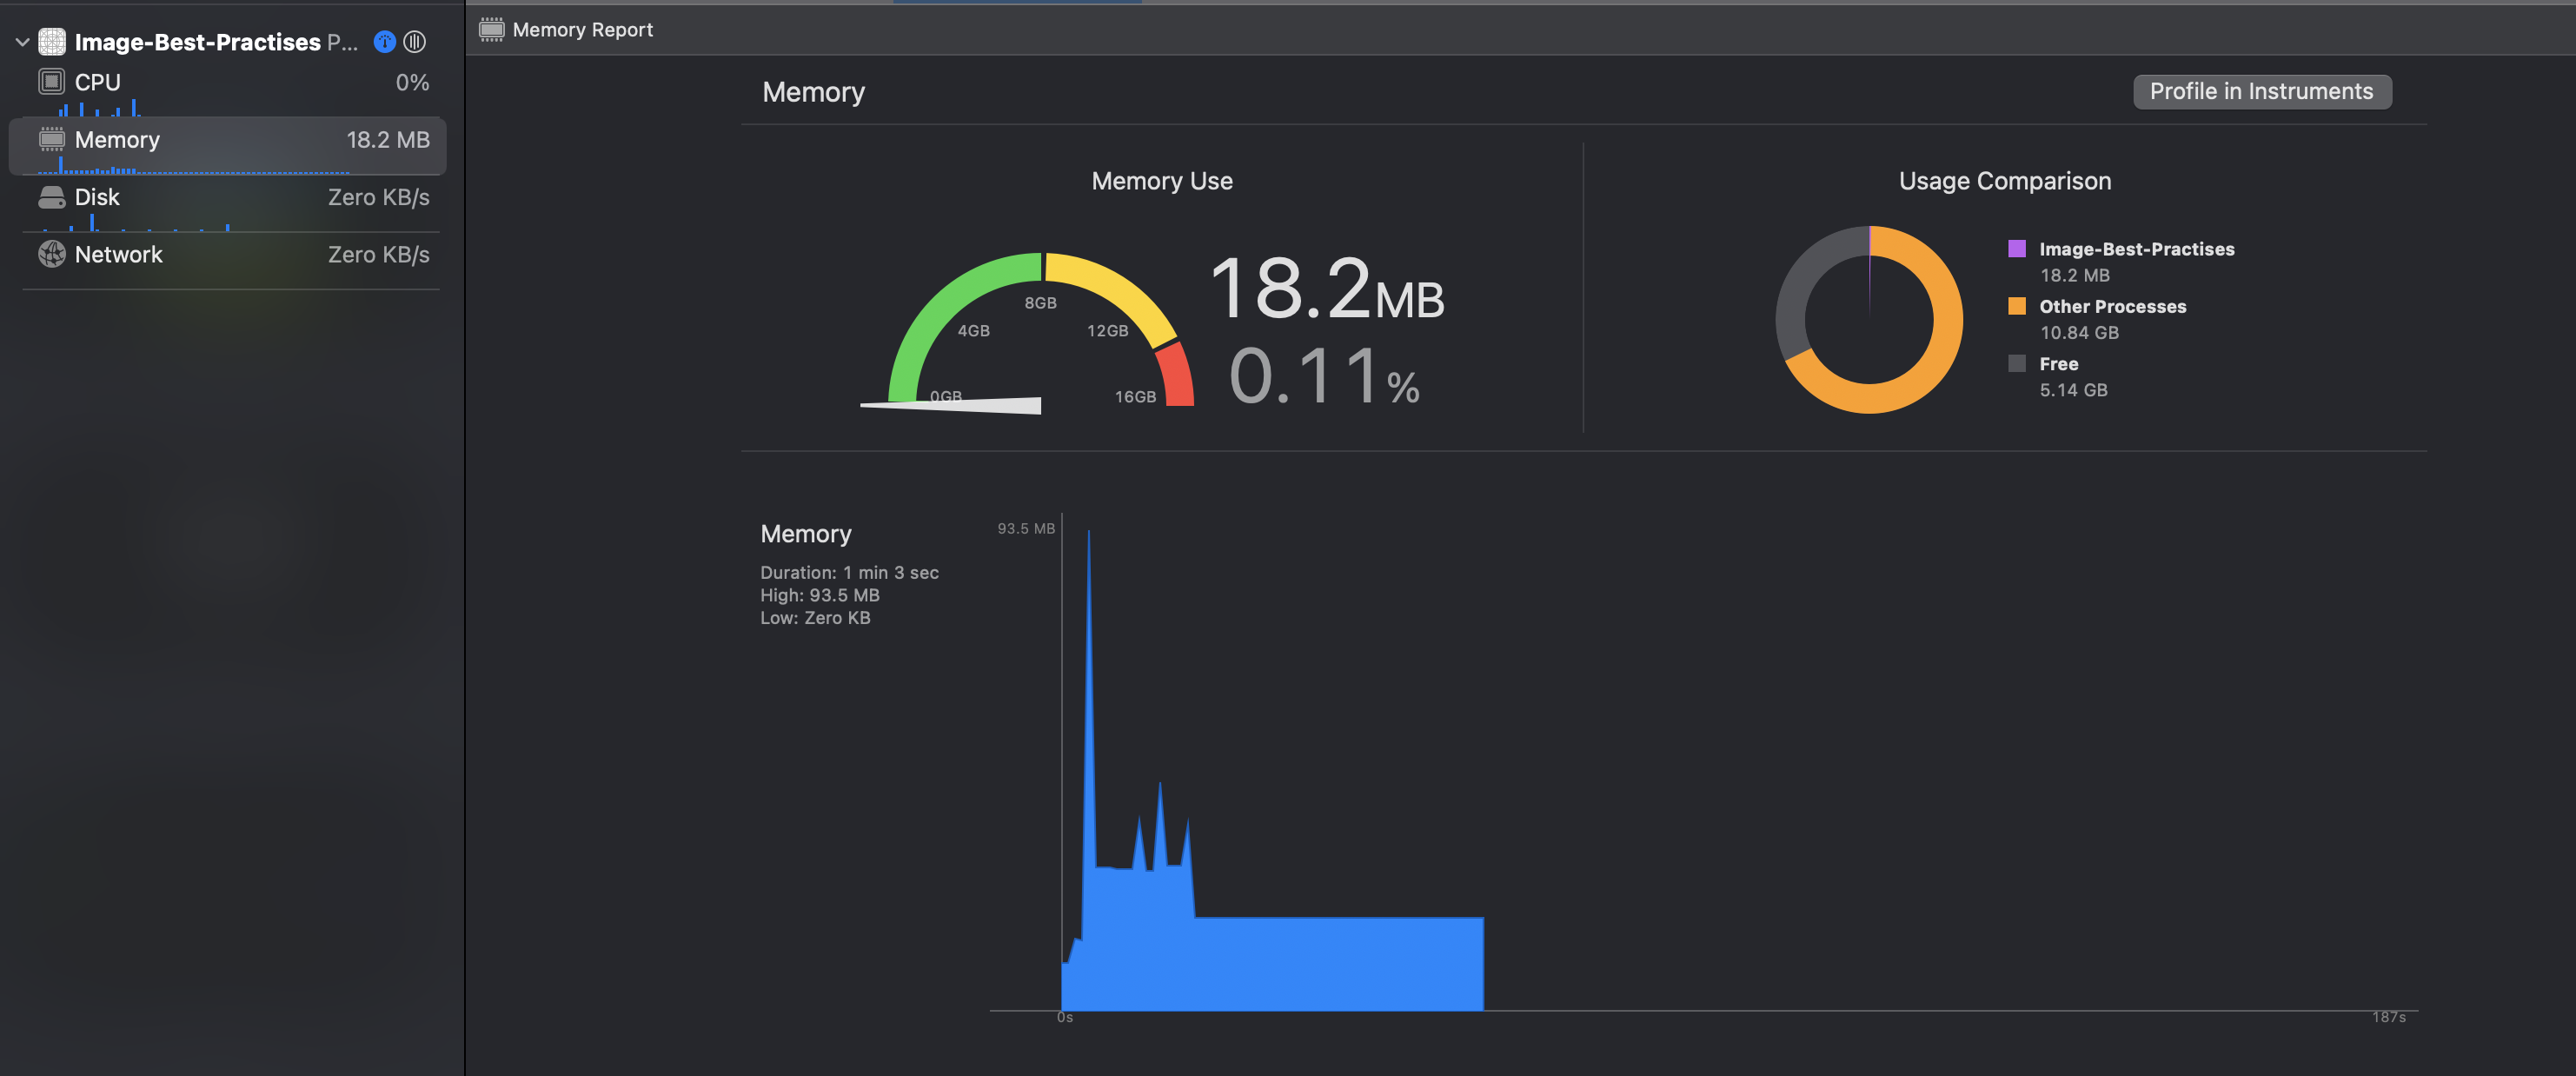 Image-Best-Practises P...
CPU 0%
Memory 18.2 MB
Disk Zero KB/s
Network Zero KB/s
Memory Report
Memory
Profile in Instruments
Memory Use
0GB
4GB
8GB
12GB
16GB
18.2MB
0.11%
Usage Comparison
Image-Best-Practises
18.2 MB
Other Processes
10.84 GB
Free
5.14 GB
Memory
Duration: 1 min 3 sec
High: 93.5 MB
Low: Zero KB
93.5 MB
0s
187s